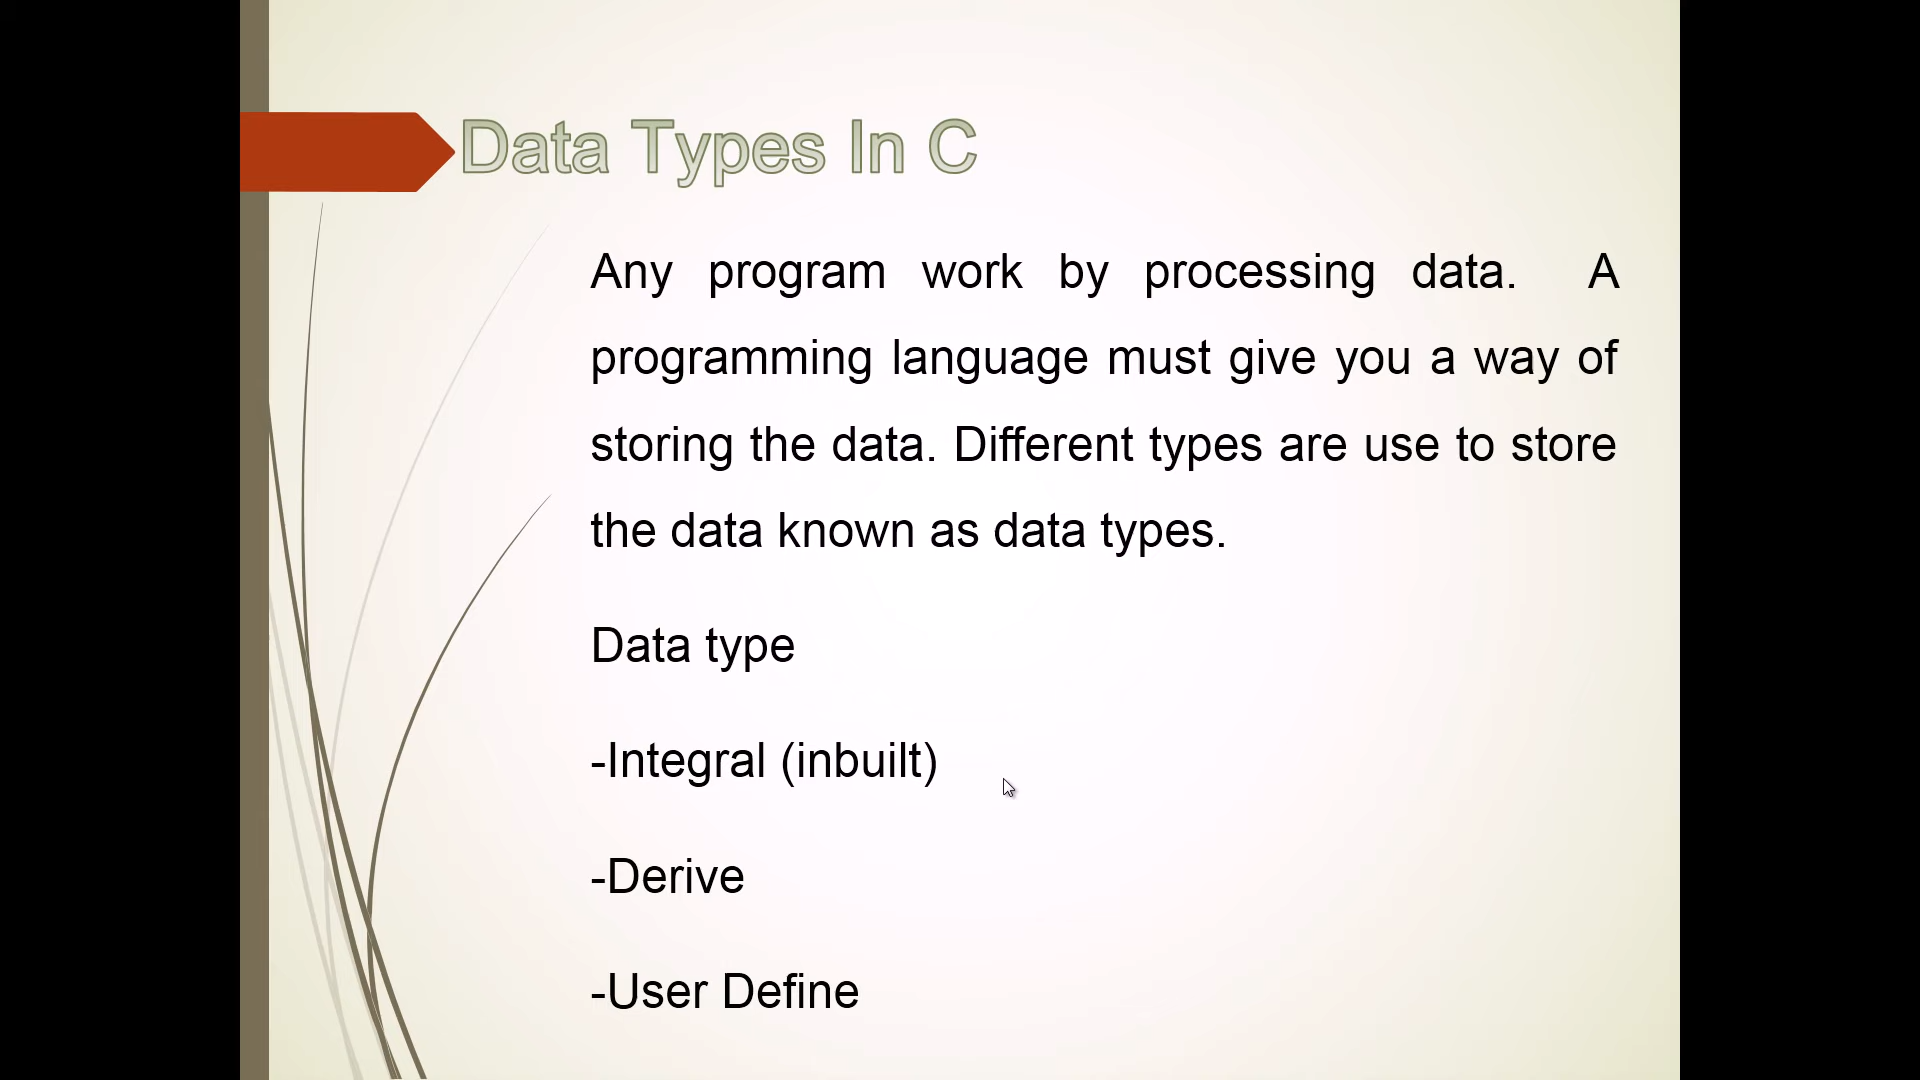 Data Types In C
Any program work by processing data. A
programming language must give you a way of
storing the data. Different types are use to store
the data known as data types.
Data type
-Integral (inbuilt)
-Derive
-User Define